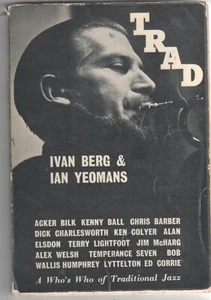 TRAD
IVAN BERG &
IAN YEOMANS
ACKER BILK KENNY BALL CHRIS BARBER
DICK CHARLESWORTH KEN COLYER ALAN
ELSDON TERRY LIGHTFOOT JIM McHARG
ALEX WELSH TEMPERANCE SEVEN BOB
WALLIS HUMPHREY LYTTELTON ED CORRIE
A Who's Who of Traditional Jazz